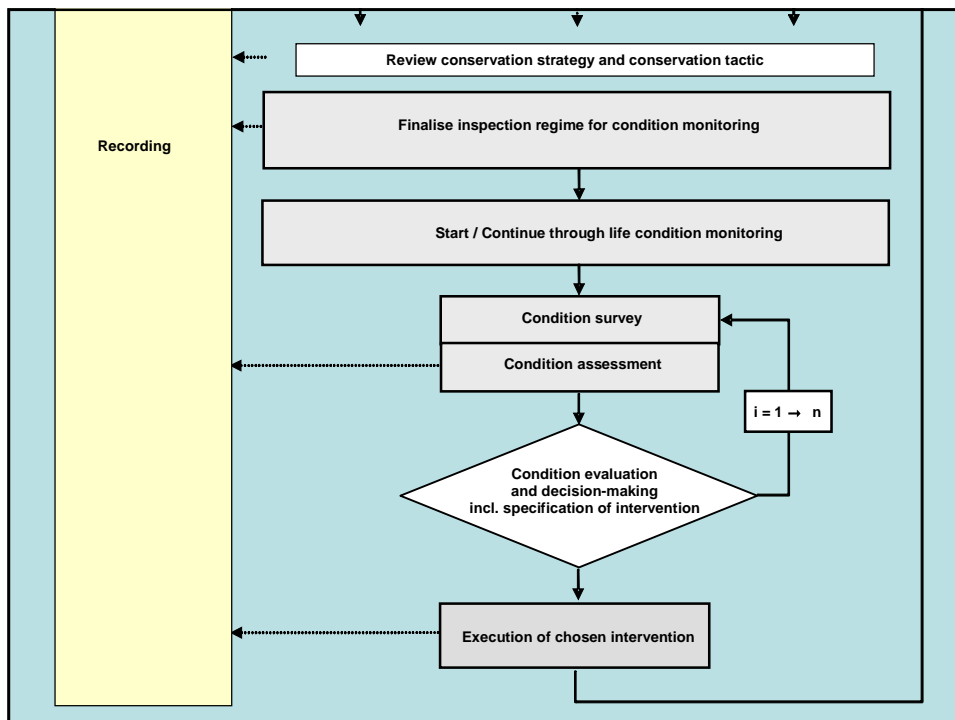 Review conservation strategy and conservation tactic
Finalise inspection regime for condition monitoring
Recording
Start / Continue through life condition monitoring
Condition survey
Condition assessment
i = 1 → n
Condition evaluation
and decision-making
incl. specification of intervention
Execution of chosen intervention